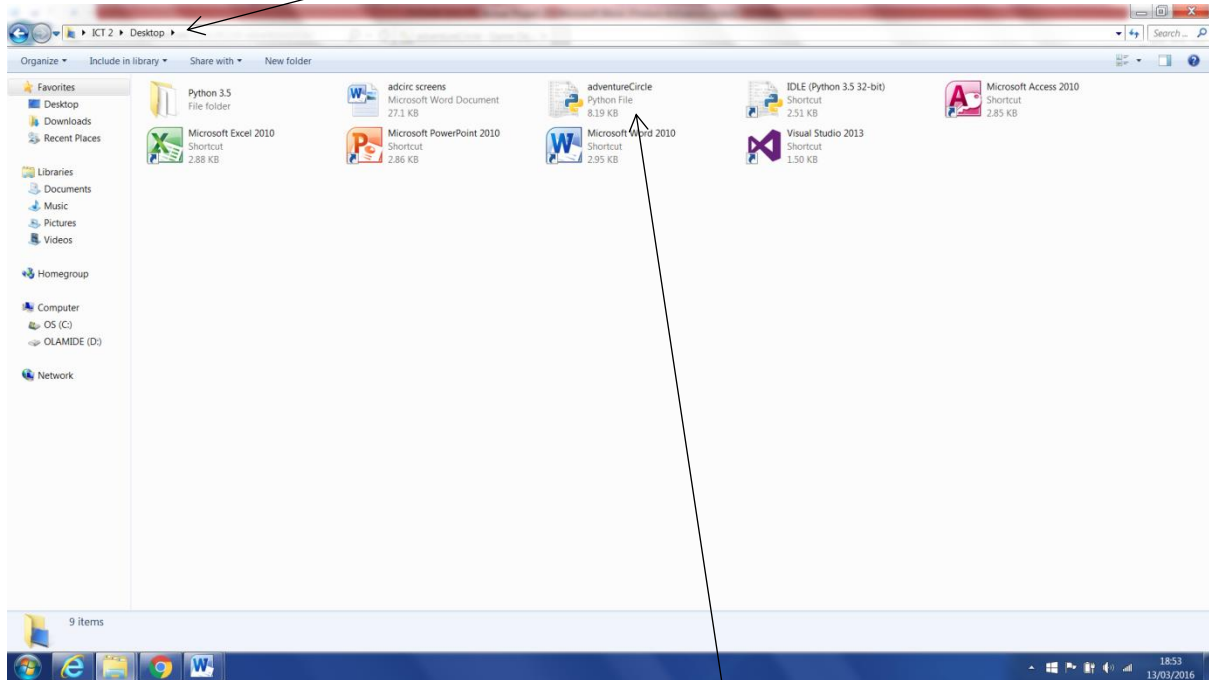 ICT 2 ▸ Desktop ▸
Search ...
Organize
Include in library
Share with
New folder
Favorites
Desktop
Downloads
Recent Places
Libraries
Documents
Music
Pictures
Videos
Homegroup
Computer
OS (C:)
OLAMIDE (D:)
Network
Python 3.5
File folder
adcirc screens
Microsoft Word Document
27.1 KB
adventureCircle
Python File
8.19 KB
IDLE (Python 3.5 32-bit)
Shortcut
2.51 KB
Microsoft Access 2010
Shortcut
2.85 KB
Microsoft Excel 2010
Shortcut
2.88 KB
Microsoft PowerPoint 2010
Shortcut
2.86 KB
Microsoft Word 2010
Shortcut
2.95 KB
Visual Studio 2013
Shortcut
1.50 KB
9 items
18:53
13/03/2016